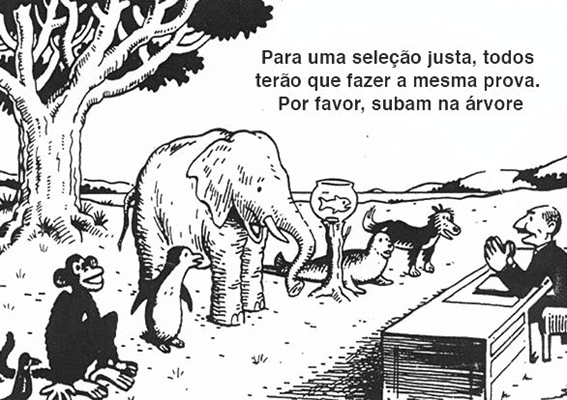 Para uma seleção justa, todos
terão que fazer a mesma prova.
Por favor, subam na árvore